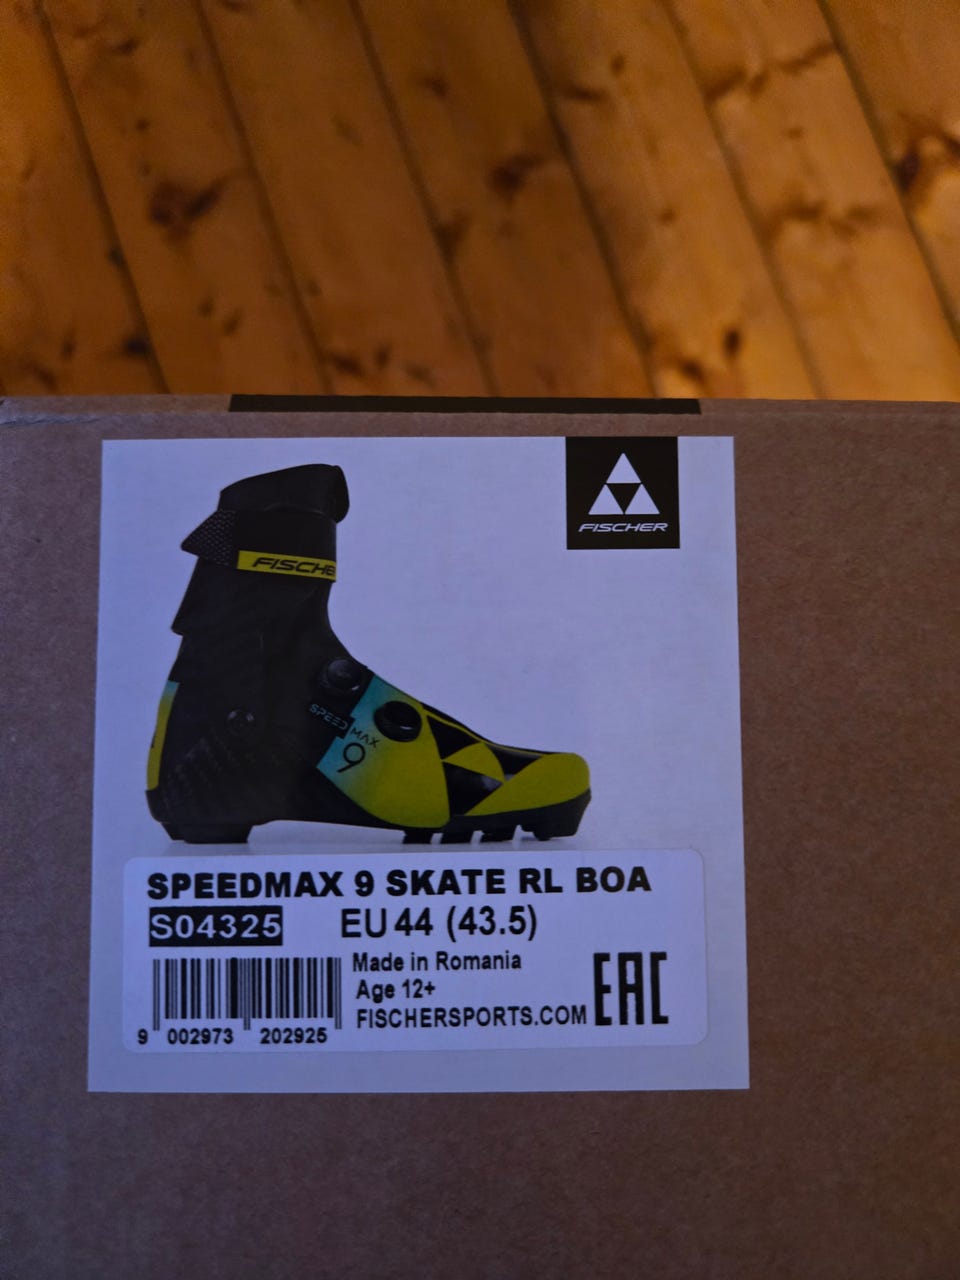 FISCHER
FISCHE
SPEED MAX
9
SPEEDMAX 9 SKATE RL BOA
S04325 EU 44 (43.5)
Made in Romania
Age 12+
FISCHERSPORTS.COM
EAC
9 002973 202925